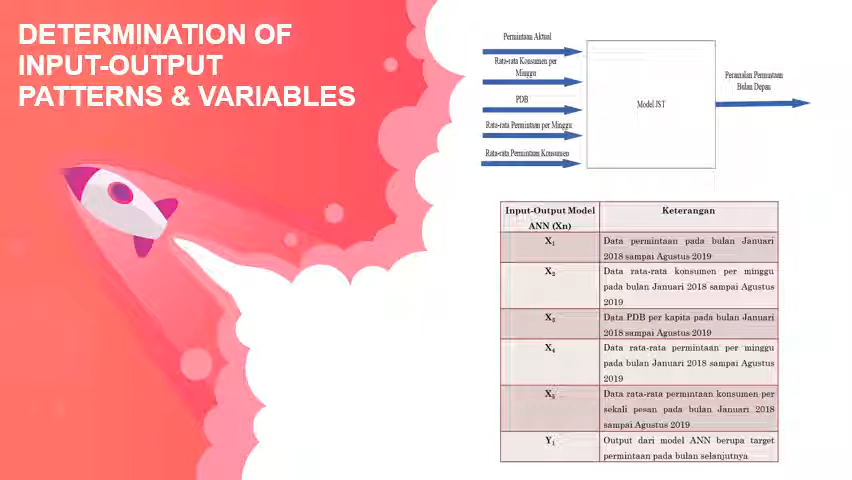 DETERMINATION OF
INPUT-OUTPUT
PATTERNS & VARIABLES
Permintaan Aktual
Rata-rata Konsumen per
Minggu
PDB
Rata-rata Permintaan per Minggu
Rata-rata Permintaan Konsumen
Model JST
Peramalan Permintaan
Bulan Depan
Input-Output Model
ANN (Xn)
Keterangan
X1
Data permintaan pada bulan Januari
2018 sampai Agustus 2019
X2
Data rata-rata konsumen per minggu
pada bulan Januari 2018 sampai Agustus
2019
X3
Data PDB per kapita pada bulan Januari
2018 sampai Agustus 2019
X4
Data rata-rata permintaan per minggu
pada bulan Januari 2018 sampai Agustus
2019
X5
Data rata-rata permintaan konsumen per
sekali pesan pada bulan Januari 2018
sampai Agustus 2019
Y1
Output dari model ANN berupa target
permintaan pada bulan selanjutnya